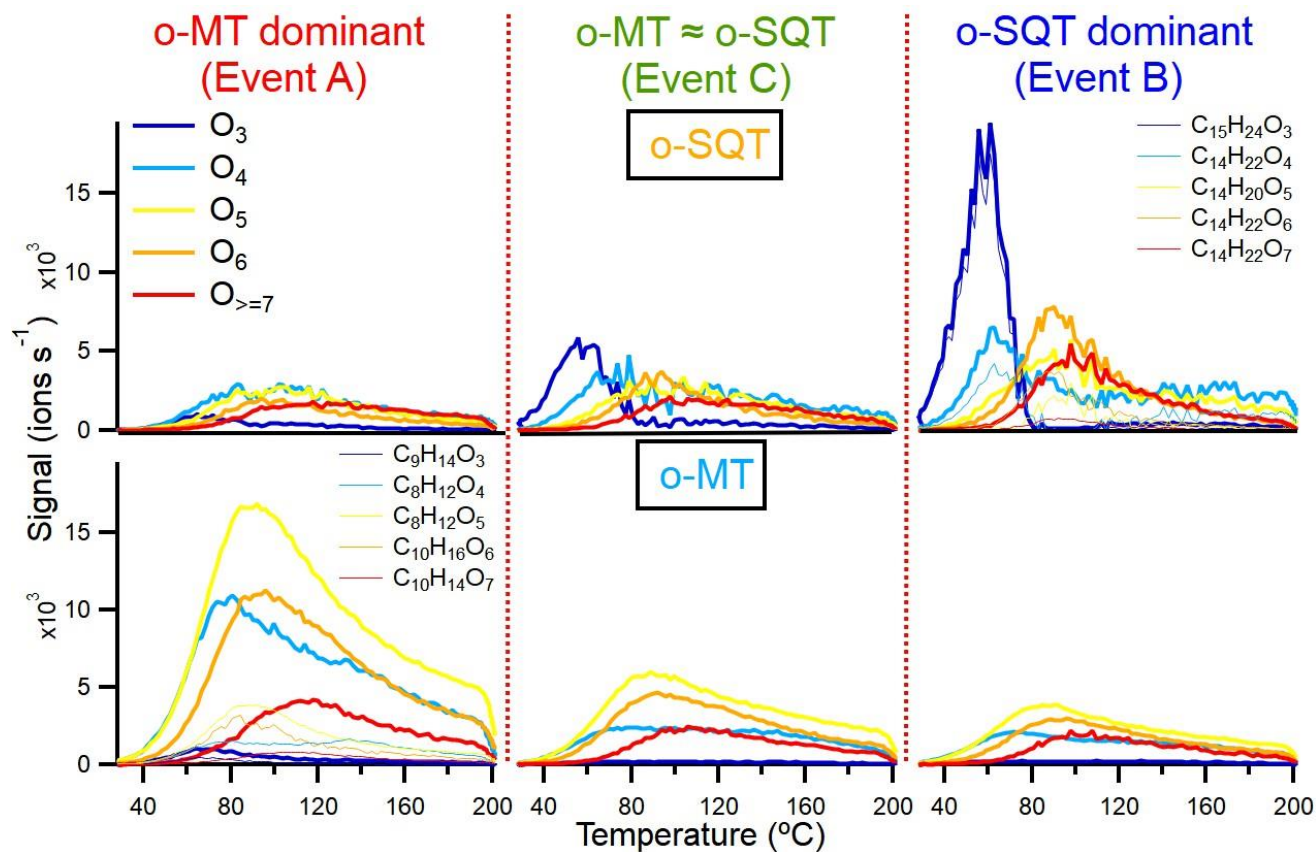 o-MT dominant
(Event A)
o-MT ≈ o-SQT
(Event C)
o-SQT dominant
(Event B)
O3
O4
O5
O6
O>=7
o-SQT
C15H24O3
C14H22O4
C14H20O5
C14H22O6
C14H22O7
15
10
5
0
x10^3
Signal (ions s^-1)
C9H14O3
C8H12O4
C8H12O5
C10H16O6
C10H14O7
o-MT
15
10
5
0
x10^3
40 80 120 160 200
40 80 120 160 200
40 80 120 160 200
Temperature (ºC)